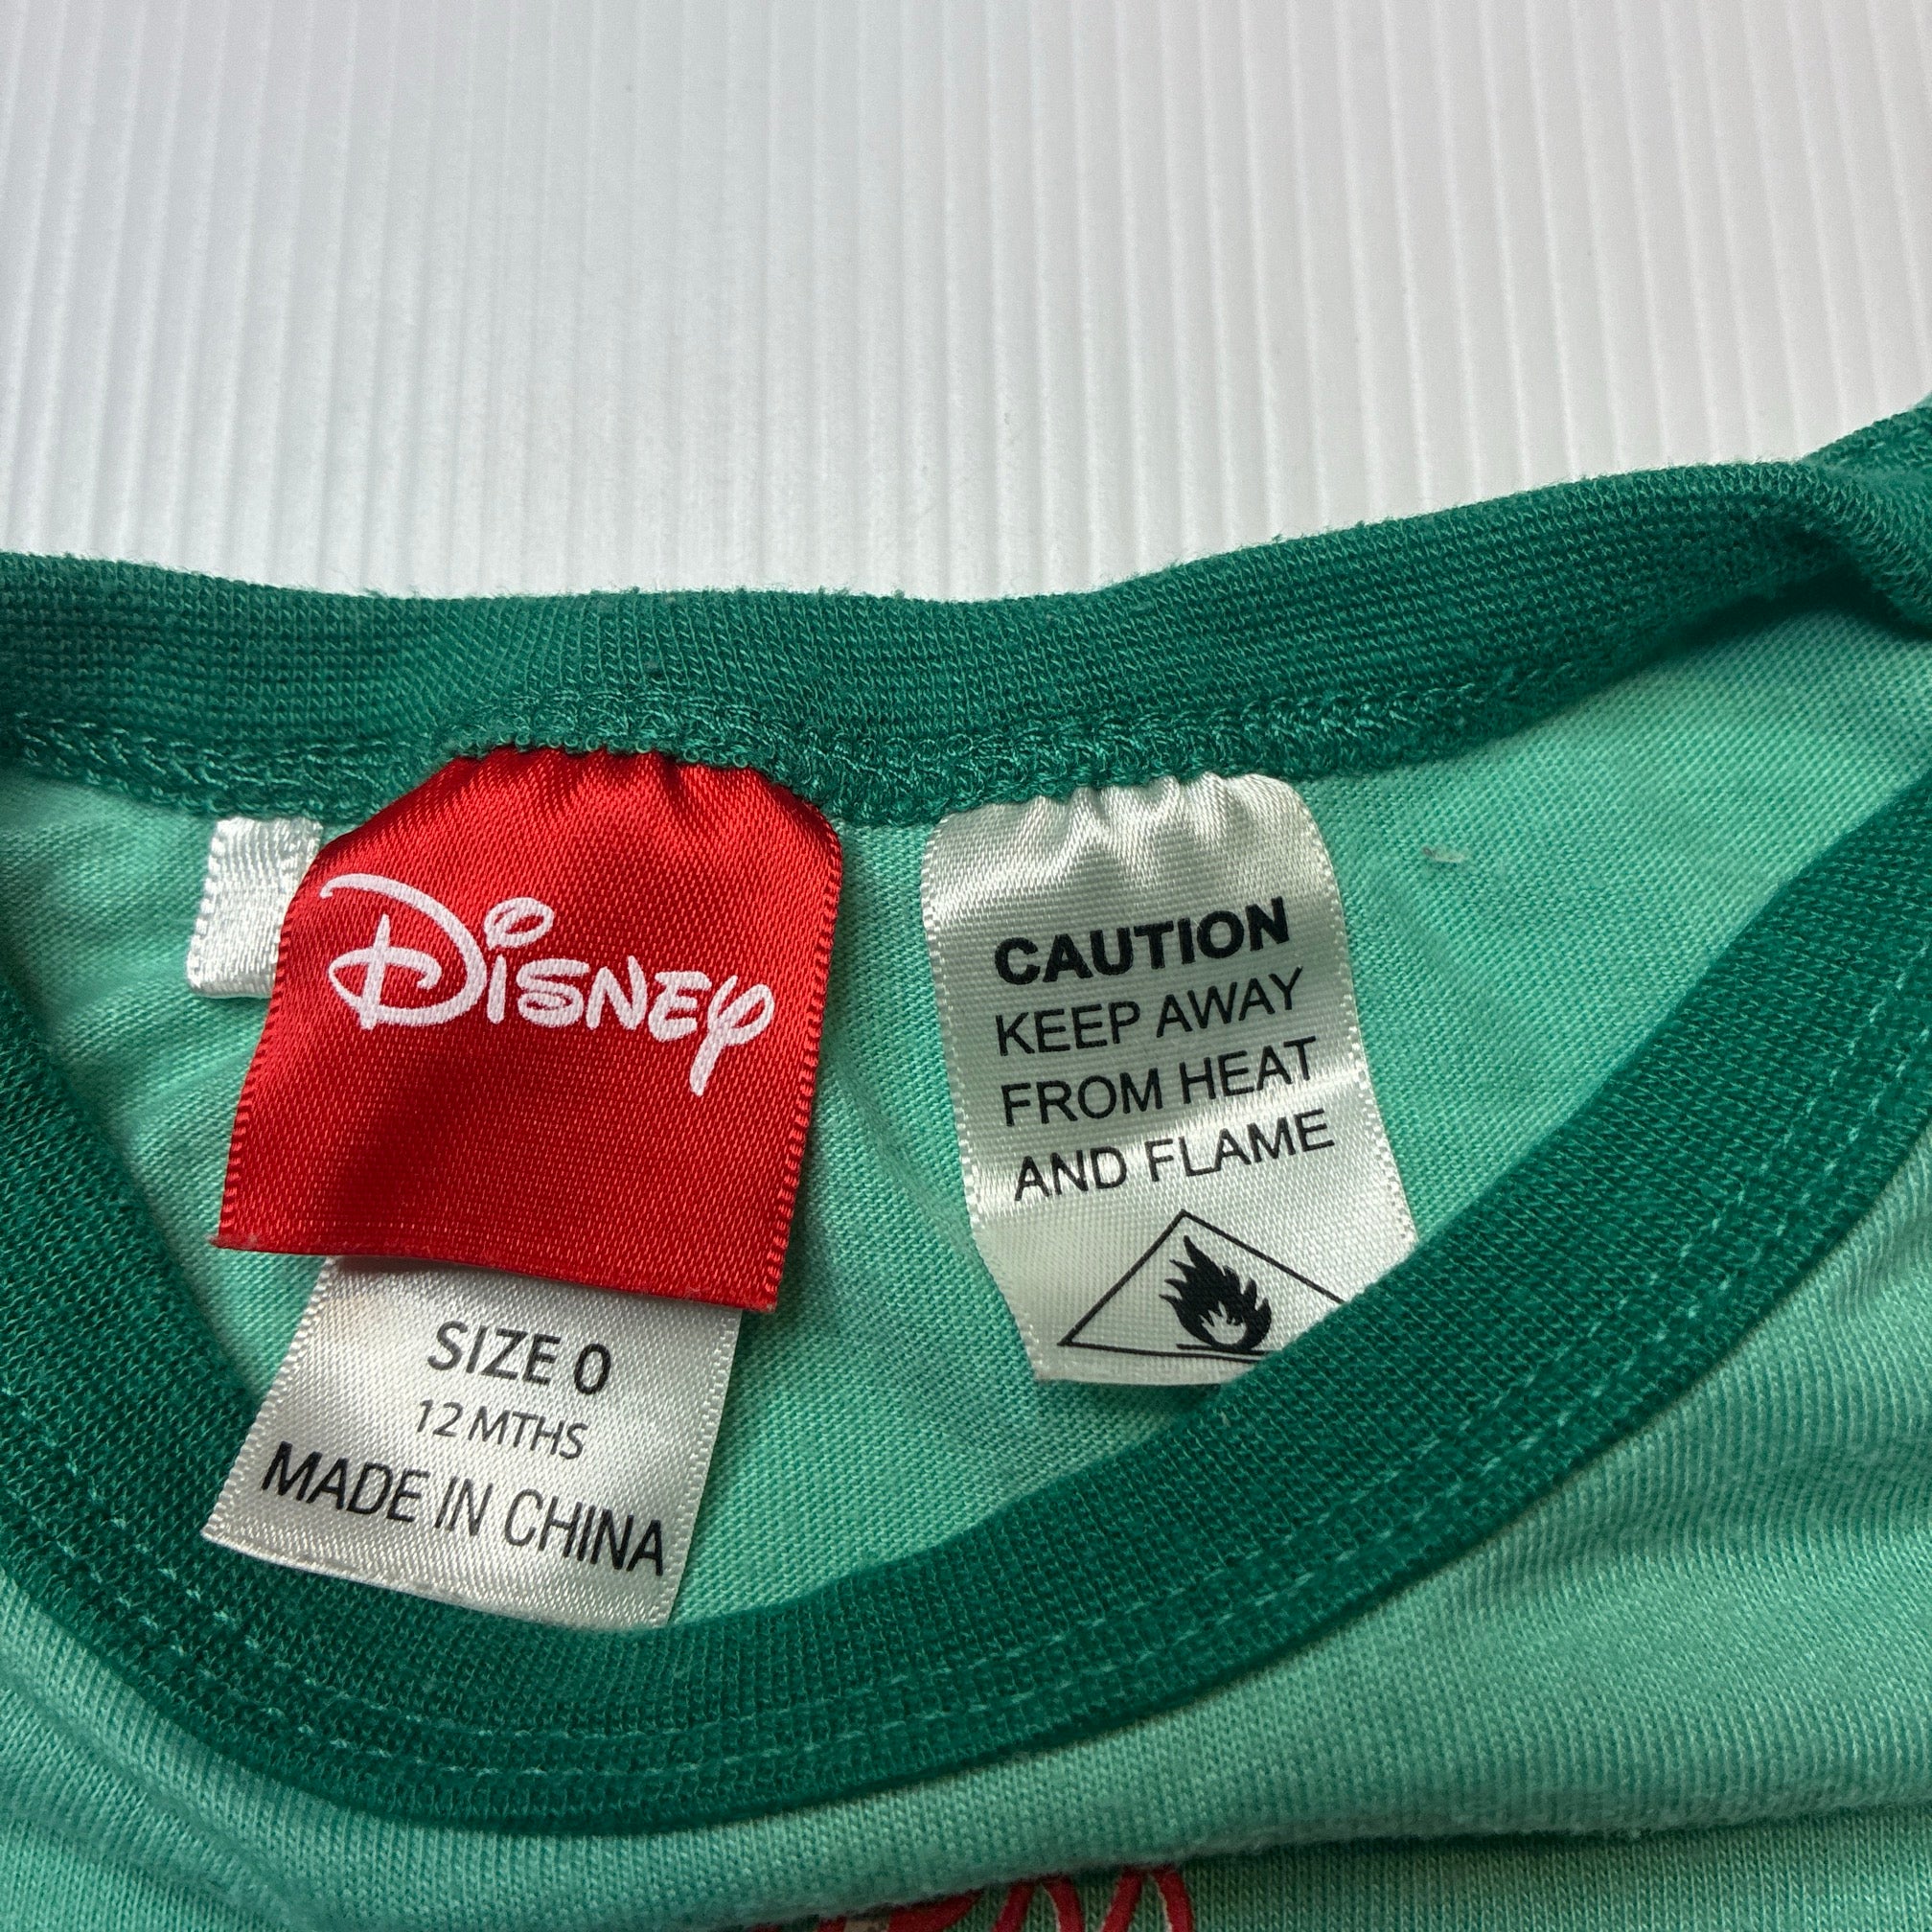 Disney
SIZE 0
12 MTHS
MADE IN CHINA
CAUTION
KEEP AWAY
FROM HEAT
AND FLAME